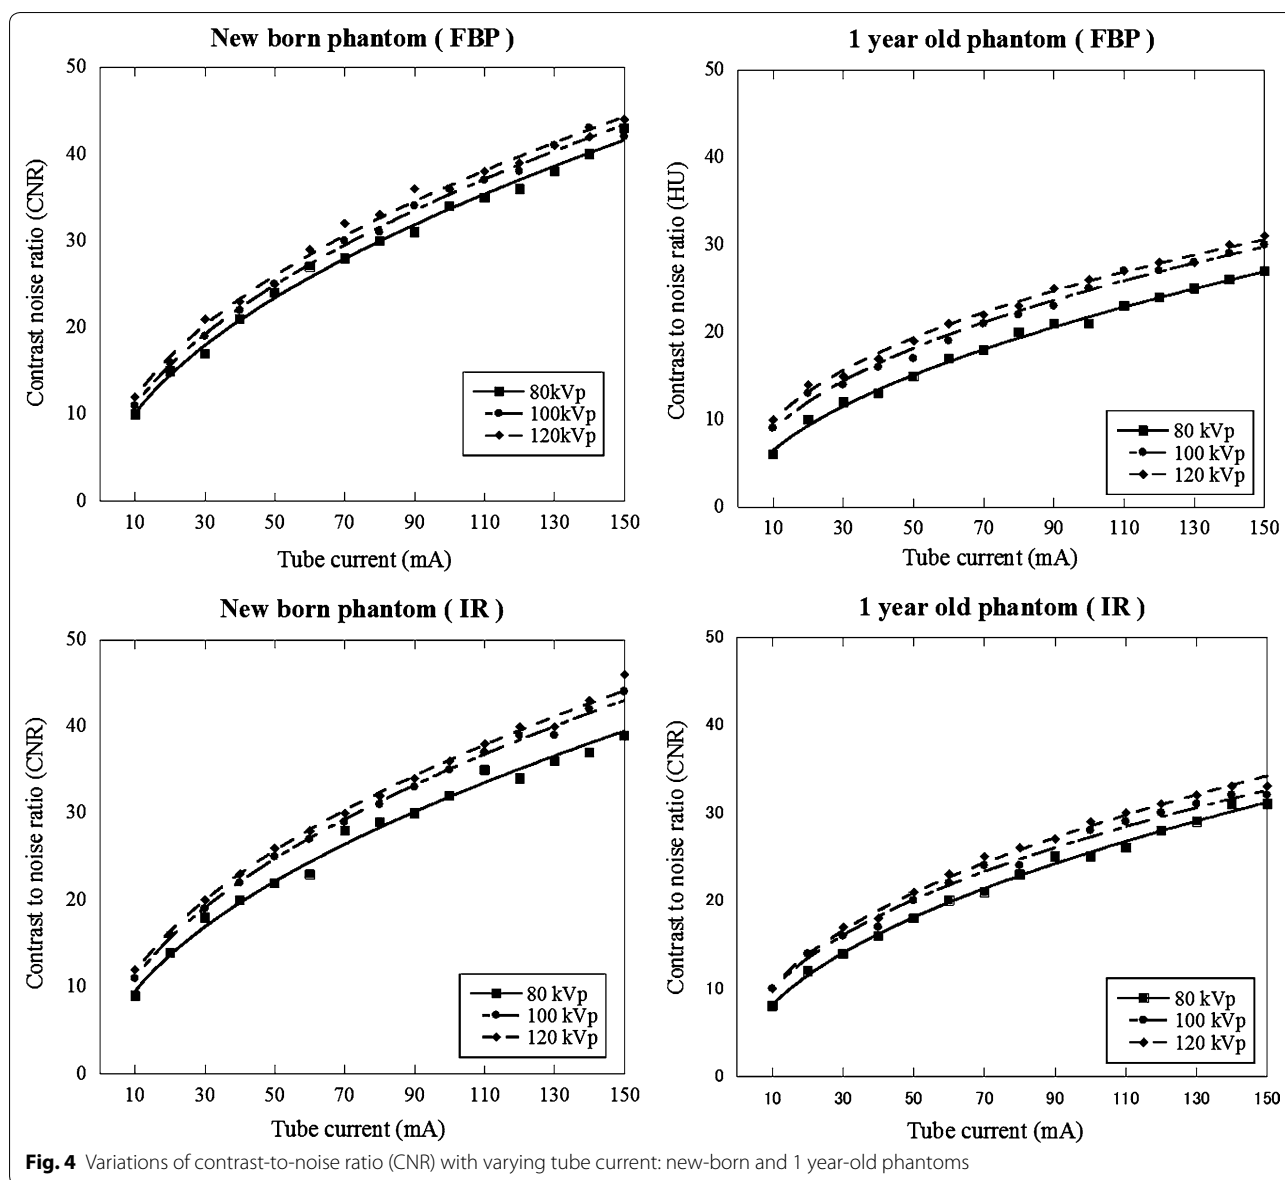 New born phantom ( FBP )
50
40
30
20
10
0
Contrast noise ratio (CNR)
80kVp
100kVp
120kVp
10 30 50 70 90 110 130 150
Tube current (mA)
1 year old phantom ( FBP )
50
40
30
20
10
0
Contrast to noise ratio (HU)
80 kVp
100 kVp
120 kVp
10 30 50 70 90 110 130 150
Tube current (mA)
New born phantom ( IR )
50
40
30
20
10
0
Contrast to noise ratio (CNR)
80 kVp
100 kVp
120 kVp
10 30 50 70 90 110 130 150
Tube current (mA)
1 year old phantom ( IR )
50
40
30
20
10
0
Contrast to noise ratio (CNR)
80 kVp
100 kVp
120 kVp
10 30 50 70 90 110 130 150
Tube current (mA)
Fig. 4 Variations of contrast-to-noise ratio (CNR) with varying tube current: new-born and 1 year-old phantoms